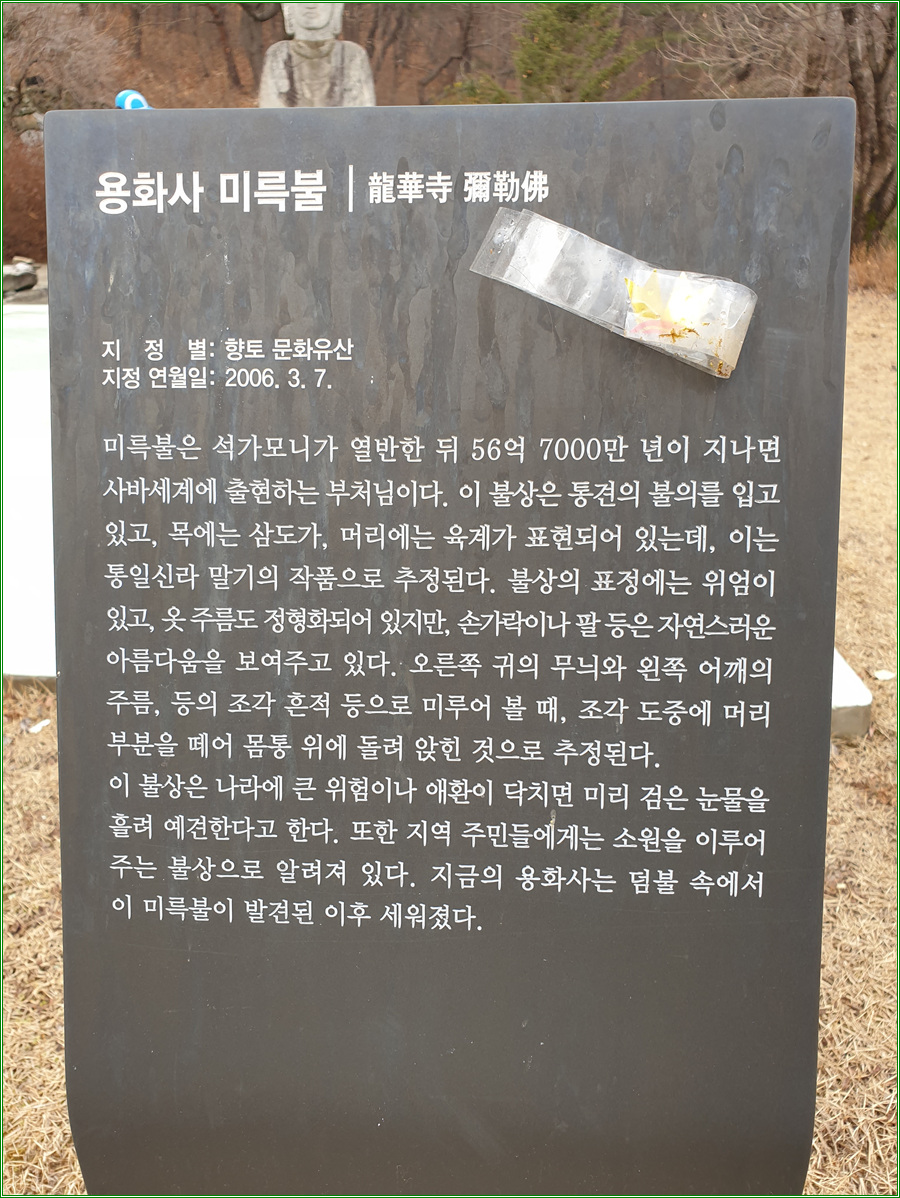 용화사 미륵불 | 龍華寺 彌勒佛
지 정 별: 향토 문화유산
지정 연월일: 2006. 3. 7.
미륵불은 석가모니가 열반한 뒤 56억 7000만 년이 지나면
사바세계에 출현하는 부처님이다. 이 불상은 통견의 불의를 입고
있고, 목에는 삼도가, 머리에는 육계가 표현되어 있는데, 이는
통일신라 말기의 작품으로 추정된다. 불상의 표정에는 위엄이
있고, 옷 주름도 정형화되어 있지만, 손가락이나 팔 등은 자연스러운
아름다움을 보여주고 있다. 오른쪽 귀의 무늬와 왼쪽 어깨의
주름, 등의 조각 흔적 등으로 미루어 볼 때, 조각 도중에 머리
부분을 떼어 몸통 위에 돌려 앉힌 것으로 추정된다.
이 불상은 나라에 큰 위험이나 애환이 닥치면 미리 검은 눈물을
흘려 예견한다고 한다. 또한 지역 주민들에게는 소원을 이루어
주는 불상으로 알려져 있다. 지금의 용화사는 덤불 속에서
이 미륵불이 발견된 이후 세워졌다.